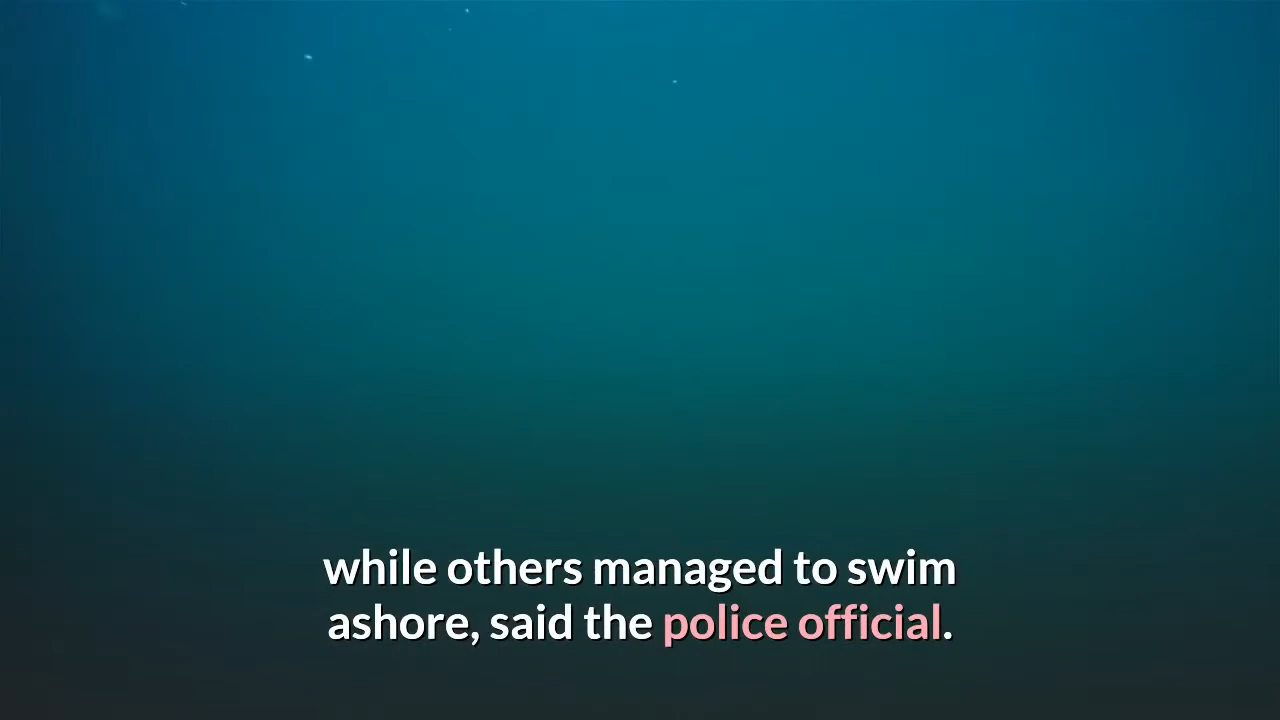 while others managed to swim
ashore, said the police official.